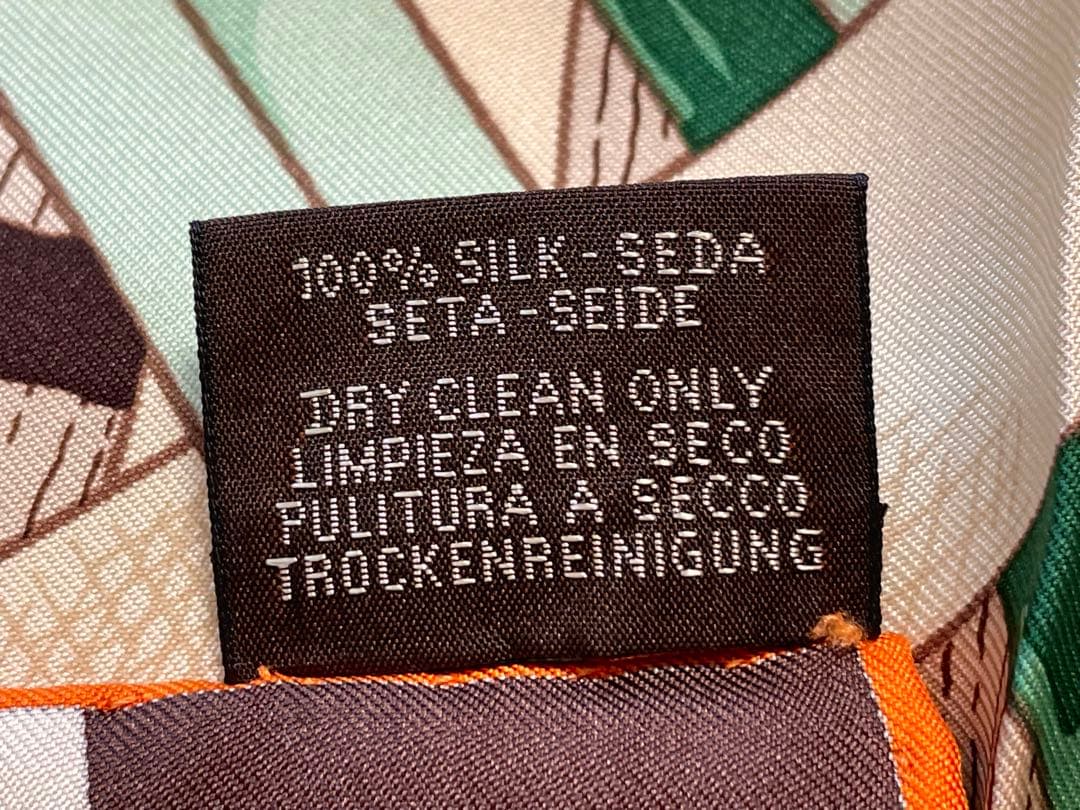 100% SILK - SEDA
SETA - SEIDE
DRY CLEAN ONLY
LIMPIEZA EN SECO
PULITURA A SECCO
TROCKENREINIGUNG